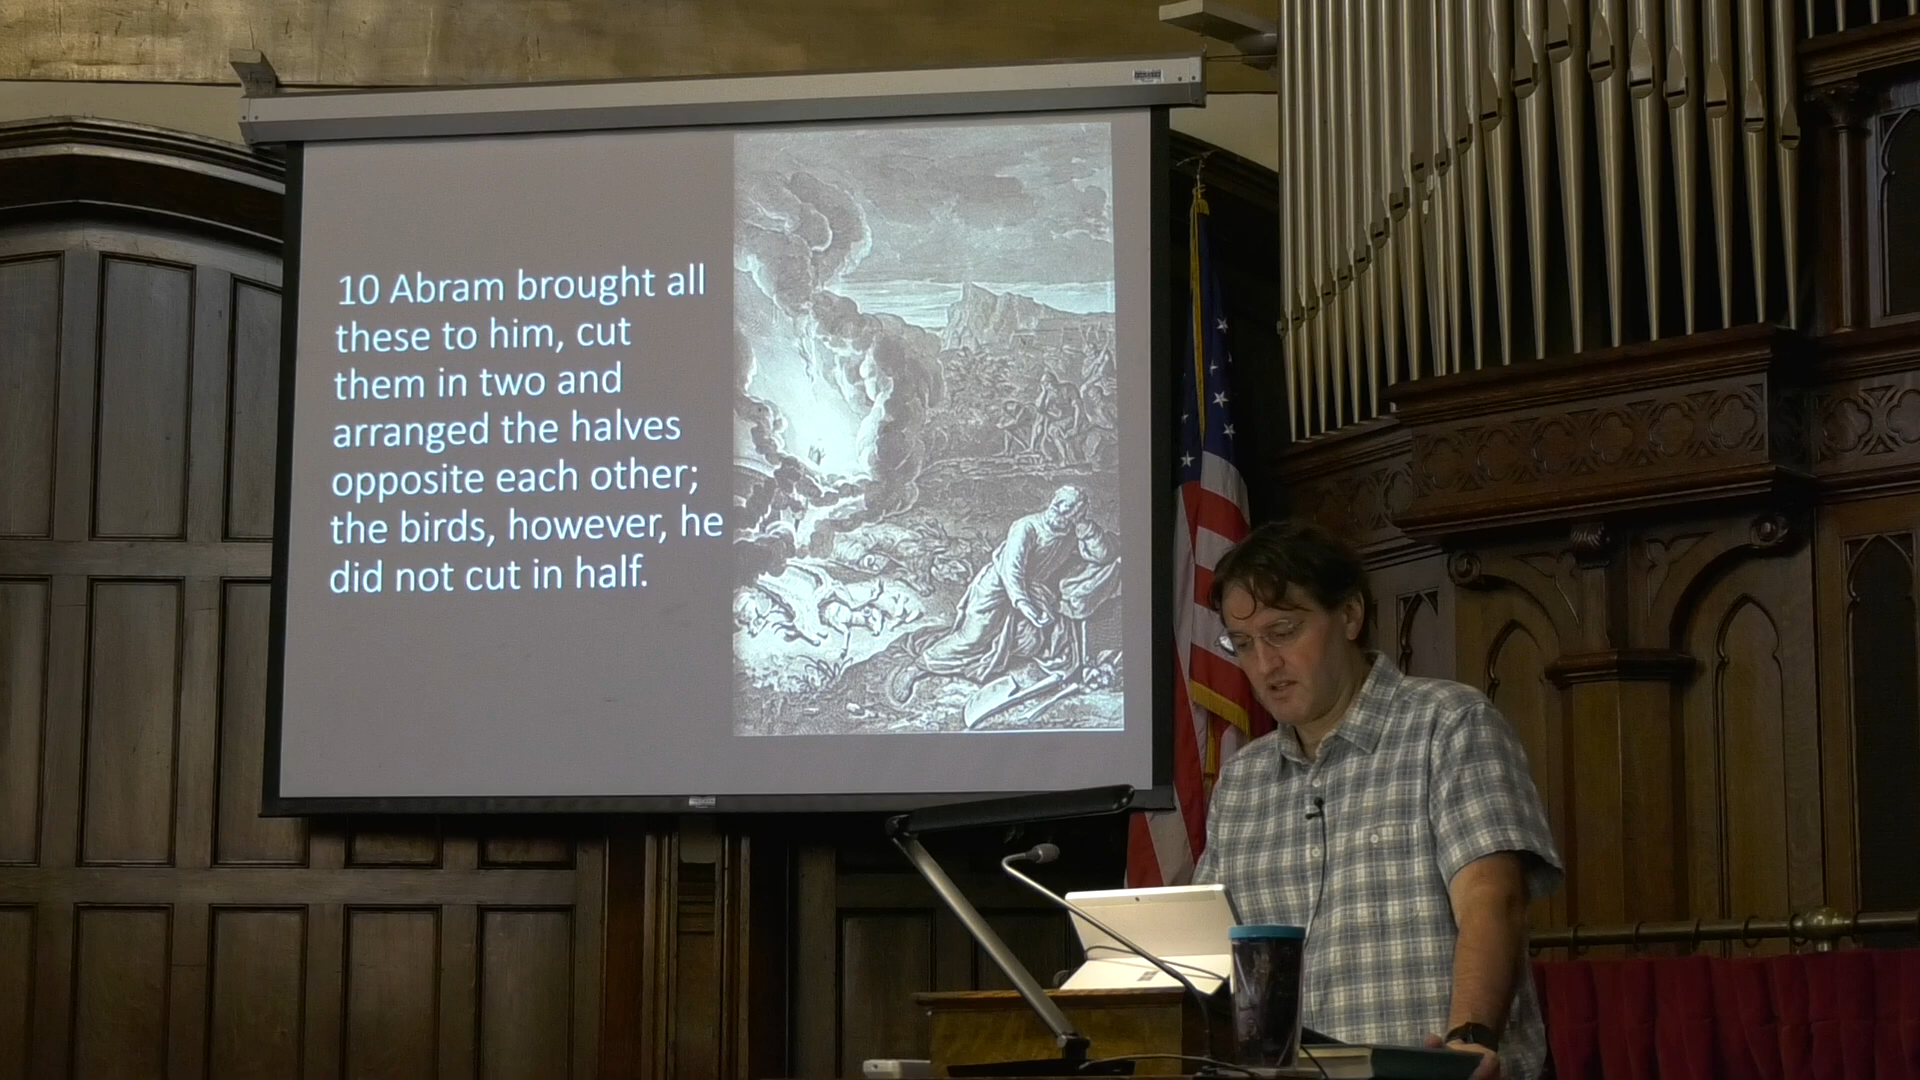 10 Abram brought all
these to him, cut
them in two and
arranged the halves
opposite each other;
the birds, however, he
did not cut in half.